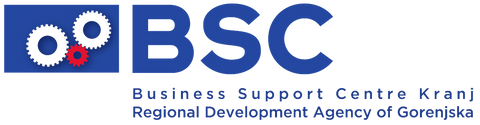 BSC
Business Support Centre Kranj
Regional Development Agency of Gorenjska